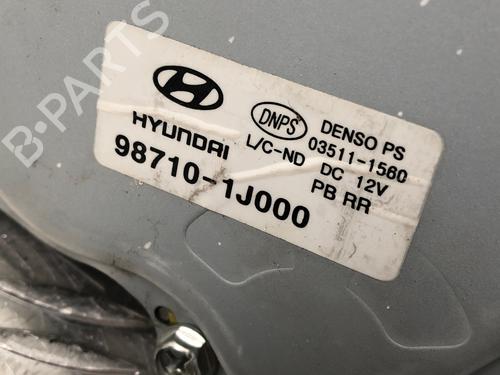 B-PARTS
HYUNDAI
98710-1J000
DNPS
L/C-ND
DENSO PS
03511-1560
DC 12V
PB RR